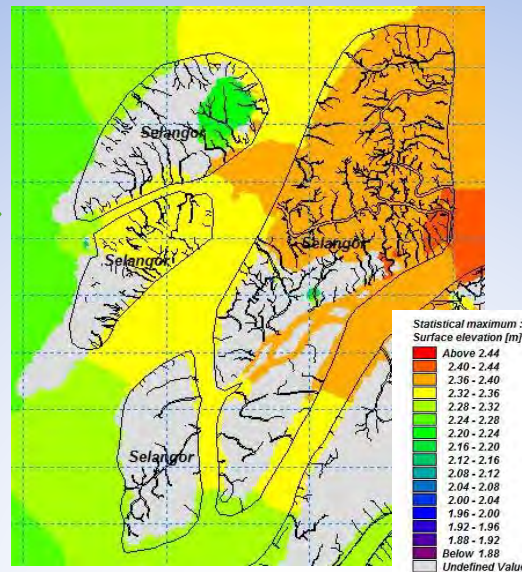 Selangor
Selangor
Selangor
Selangor
Statistical maximum :
Surface elevation [m]
Above 2.44
2.40 - 2.44
2.36 - 2.40
2.32 - 2.36
2.28 - 2.32
2.24 - 2.28
2.20 - 2.24
2.16 - 2.20
2.12 - 2.16
2.08 - 2.12
2.04 - 2.08
2.00 - 2.04
1.96 - 2.00
1.92 - 1.96
1.88 - 1.92
Below 1.88
Undefined Value